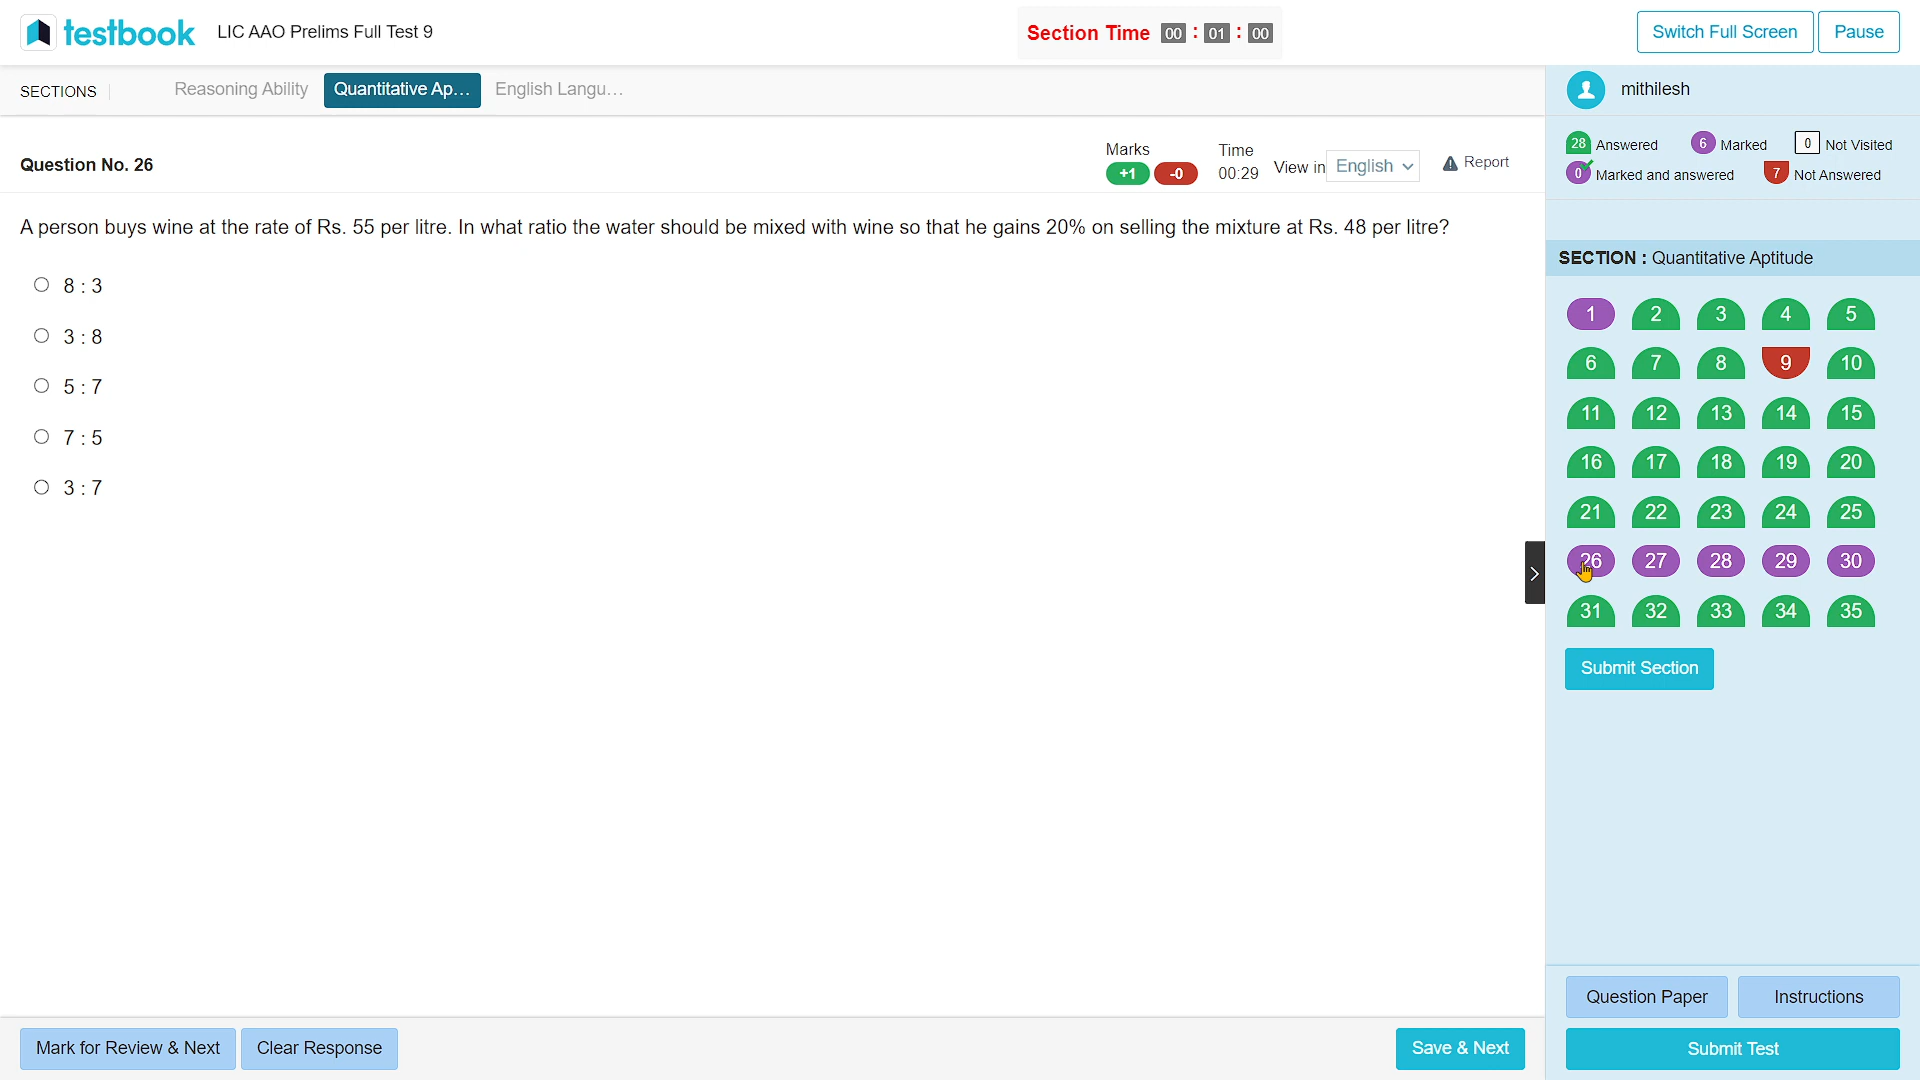 testbook LIC AAO Prelims Full Test 9 Section Time 00 : 01 : 00 Switch Full Screen Pause
SECTIONS Reasoning Ability Quantitative Ap... English Langu... mithilesh
28 Answered 6 Marked 0 Not Visited
0 Marked and answered 7 Not Answered
Question No. 26 Marks +1 -0 Time 00:29 View in English Report
A person buys wine at the rate of Rs. 55 per litre. In what ratio the water should be mixed with wine so that he gains 20% on selling the mixture at Rs. 48 per litre?
8 : 3
3 : 8
5 : 7
7 : 5
3 : 7
SECTION : Quantitative Aptitude
1 2 3 4 5
6 7 8 9 10
11 12 13 14 15
16 17 18 19 20
21 22 23 24 25
26 27 28 29 30
31 32 33 34 35
Submit Section
Question Paper Instructions
Mark for Review & Next Clear Response Save & Next Submit Test